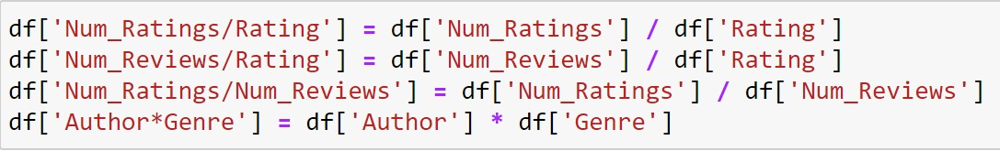 df['Num_Ratings/Rating'] = df['Num_Ratings'] / df['Rating']
df['Num_Reviews/Rating'] = df['Num_Reviews'] / df['Rating']
df['Num_Ratings/Num_Reviews'] = df['Num_Ratings'] / df['Num_Reviews']
df['Author*Genre'] = df['Author'] * df['Genre']